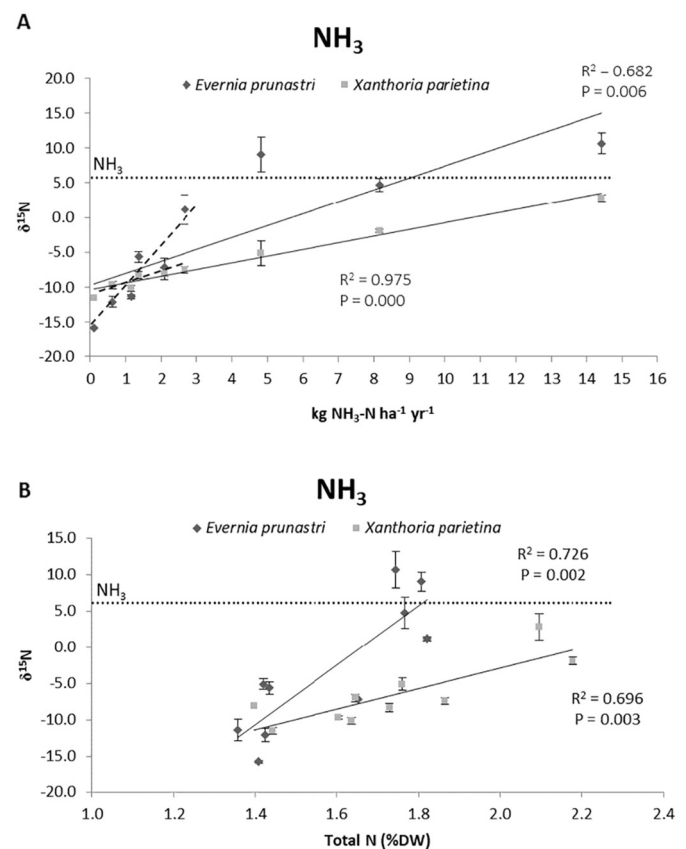 A
NH₃
Evernia prunastri Xanthoria parietina
R² – 0.682
P = 0.006
20.0
15.0
10.0
5.0
0.0
-5.0
-10.0
-15.0
-20.0
δ¹⁵N
NH₃
R² = 0.975
P = 0.000
0 1 2 3 4 5 6 7 8 9 10 11 12 13 14 15 16
kg NH₃-N ha⁻¹ yr⁻¹
B
NH₃
Evernia prunastri Xanthoria parietina
R² = 0.726
P = 0.002
15.0
10.0
5.0
0.0
-5.0
-10.0
-15.0
-20.0
δ¹⁵N
NH₃
R² = 0.696
P = 0.003
1.0 1.2 1.4 1.6 1.8 2.0 2.2 2.4
Total N (%DW)